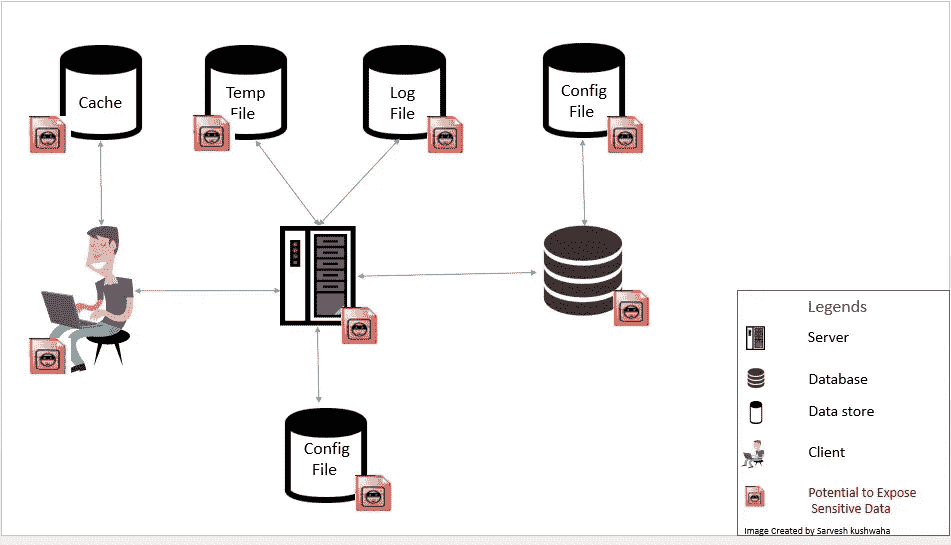 Cache
Temp
File
Log
File
Config
File
Config
File
Legends
Server
Database
Data store
Client
Potential to Expose
Sensitive Data
Image Created by Sarvesh kushwaha